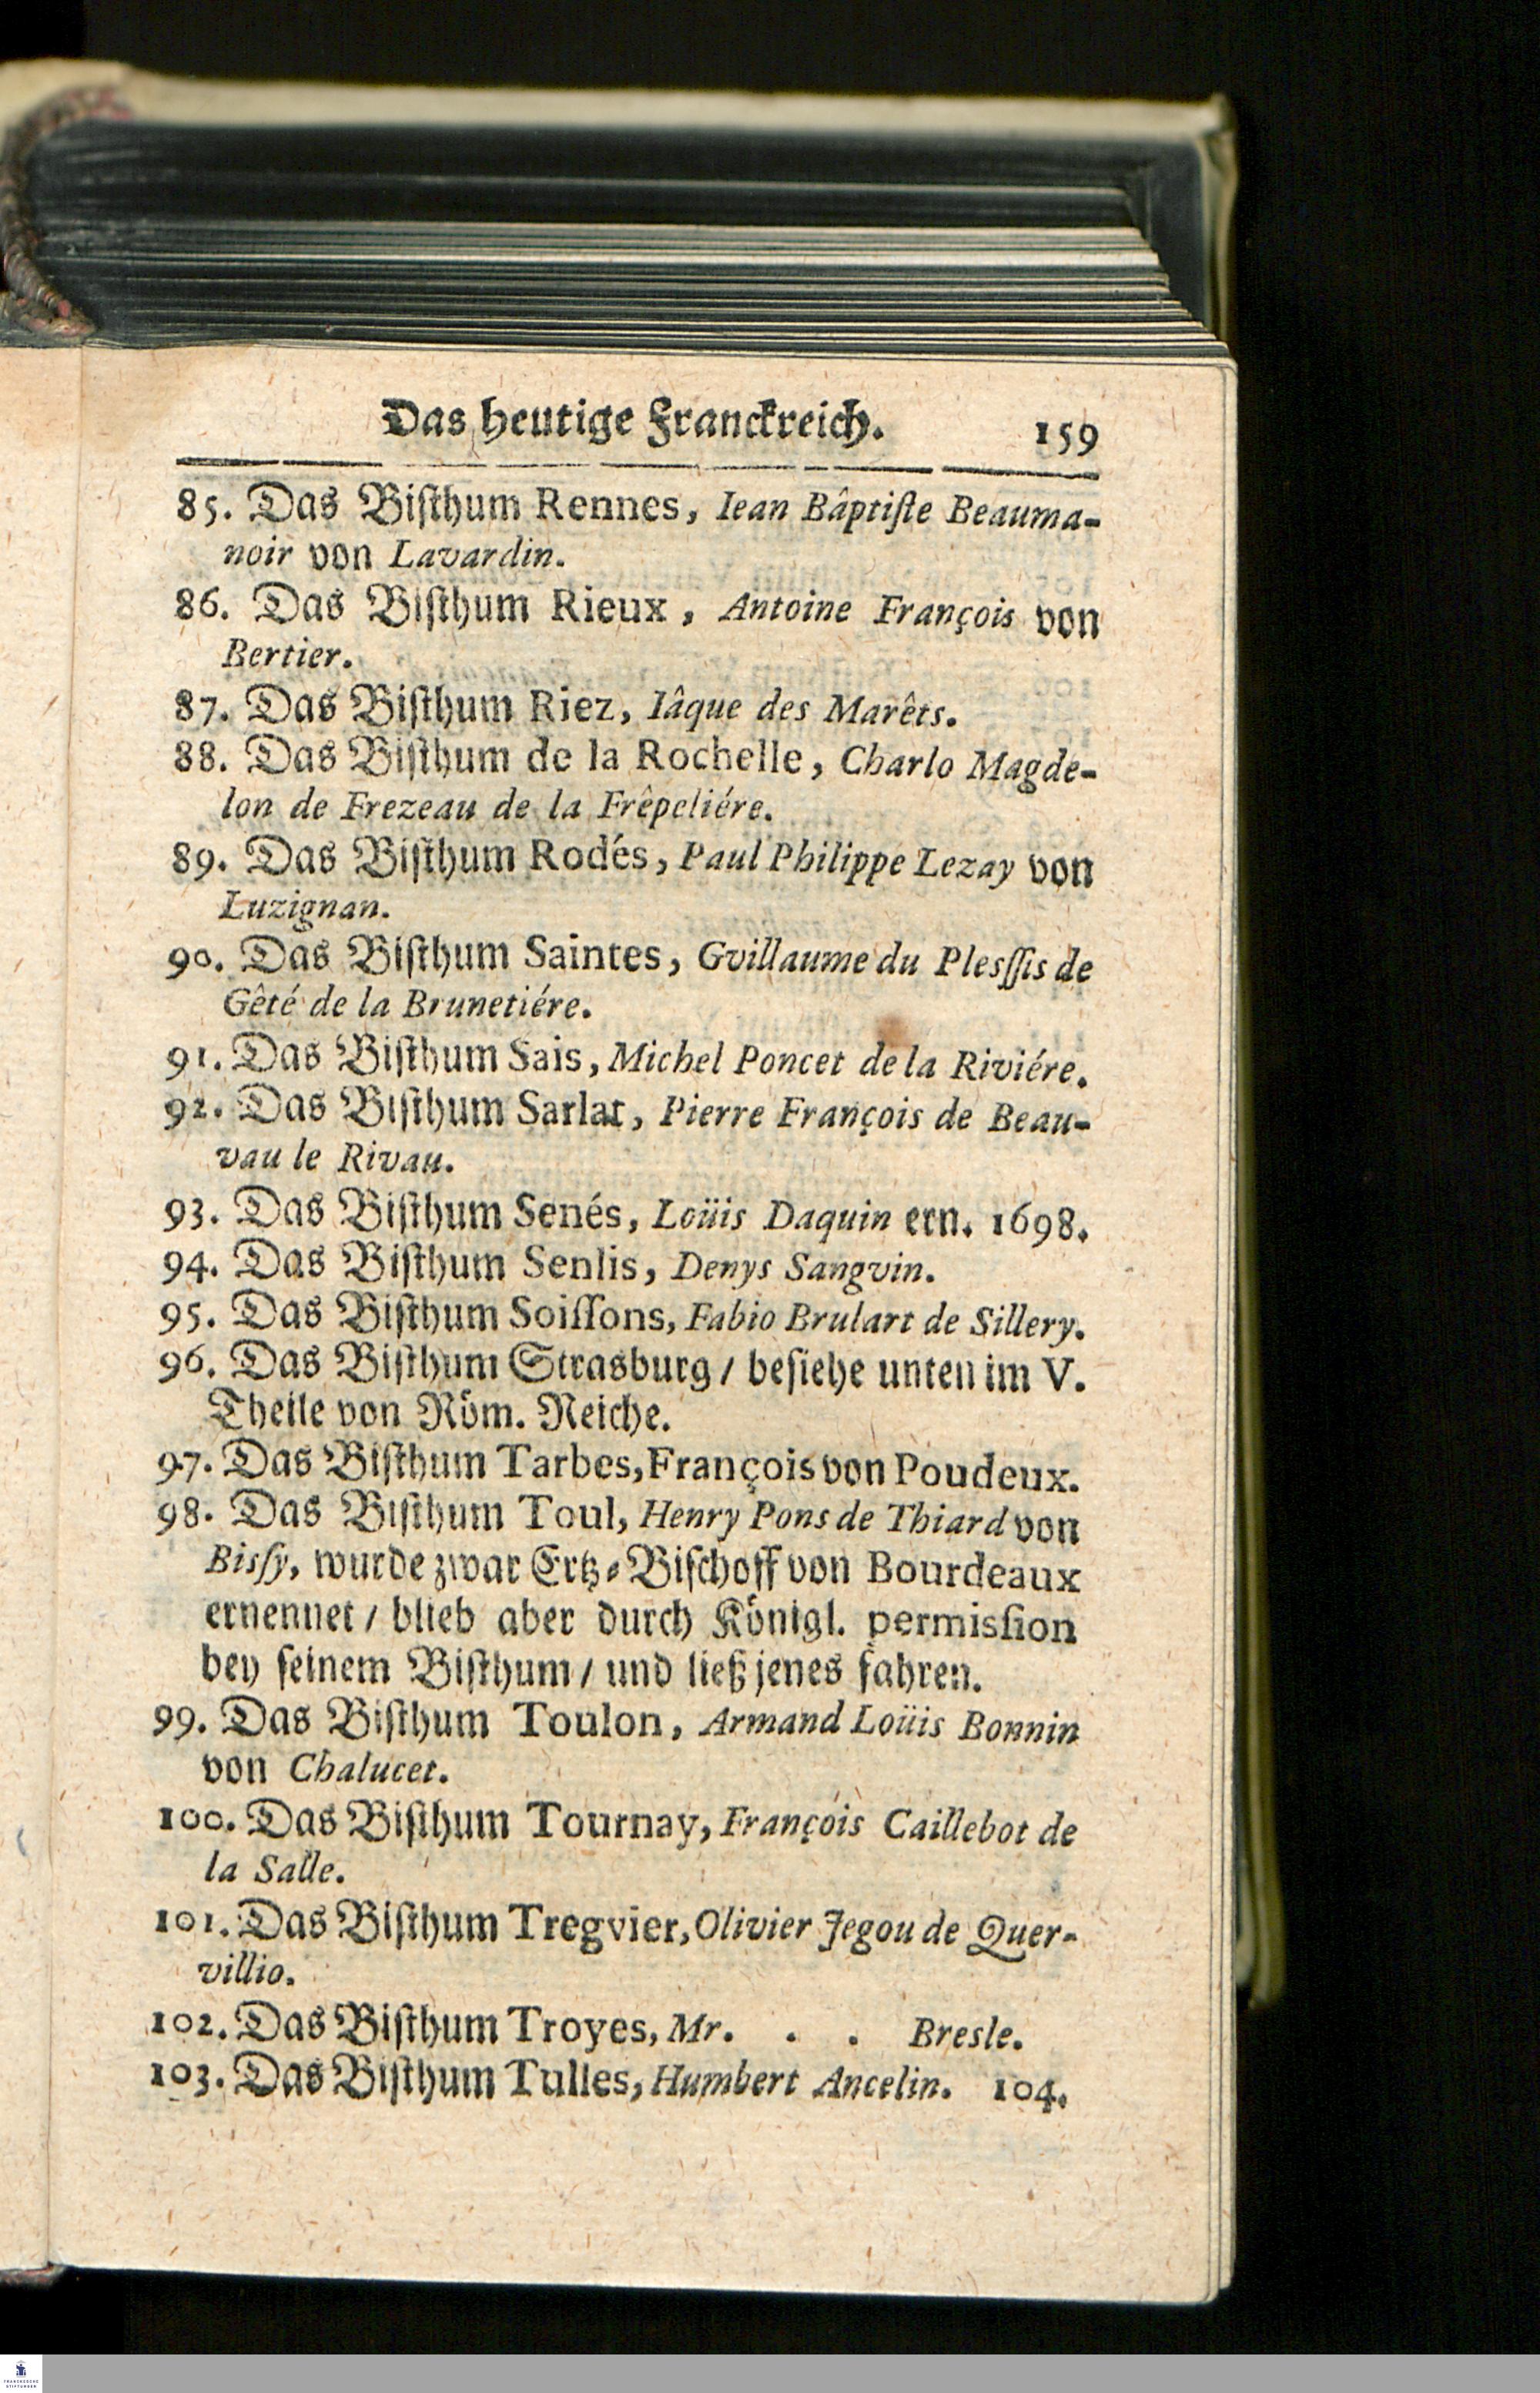 Das heutige Franckreich. 159
85. Das Biſthum Rennes, Iean Bâptiſte Beauma-
noir von Lavardin.
86. Das Biſthum Rieux, Antoine François von
Bertier.
87. Das Biſthum Riez, Iâque des Marêts.
88. Das Biſthum de la Rochelle, Charlo Magde-
lon de Frezeau de la Frêpeliére.
89. Das Biſthum Rodés, Paul Philippe Lezay von
Luzignan.
90. Das Biſthum Saintes, Gvillaume du Plesſſis de
Gêté de la Brunetiére.
91. Das Biſthum Sais, Michel Poncet de la Riviére.
92. Das Biſthum Sarlat, Pierre François de Beau-
vau le Rivau.
93. Das Biſthum Senés, Loüis Daquin ern. 1698.
94. Das Biſthum Senlis, Denys Sangvin.
95. Das Biſthum Soiſſons, Fabio Brulart de Sillery.
96. Das Biſthum Strasburg / beſiehe unten im V.
Theile von Röm. Reiche.
97. Das Biſthum Tarbes, François von Poudeux.
98. Das Biſthum Toul, Henry Pons de Thiard von
Bisſy, wurde zwar Ertz-Biſchoff von Bourdeaux
ernennet / blieb aber durch Königl. permisſion
bey ſeinem Biſthum / und ließ jenes fahren.
99. Das Biſthum Toulon, Armand Loüis Bonnin
von Chalucet.
100. Das Biſthum Tournay, François Caillebot de
la Salle.
101. Das Biſthum Tregvier, Olivier Jegou de Quer-
villio.
102. Das Biſthum Troyes, Mr. . . Bresle.
103. Das Biſthum Tulles, Humbert Ancelin. 104.
FRANCKESCHE
STIFTUNGEN